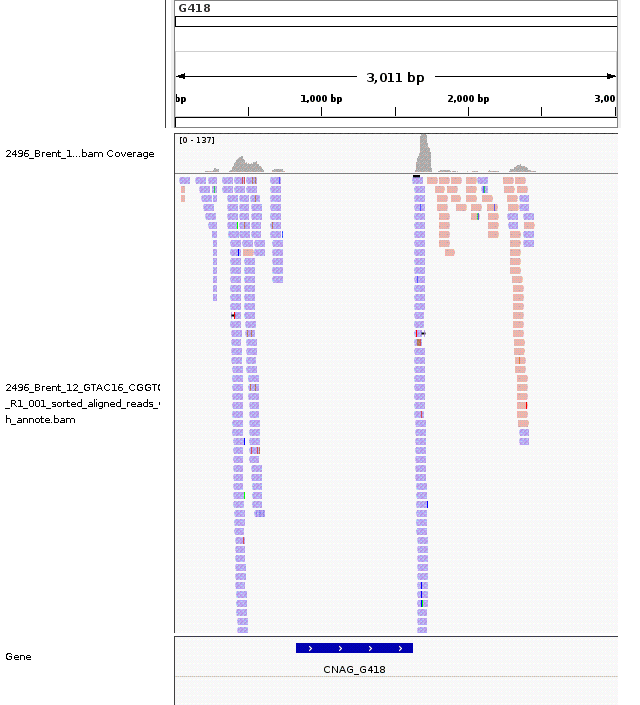 G418
3,011 bp
bp
1,000 bp
2,000 bp
3,00
[0 - 137]
2496_Brent_1...bam Coverage
2496_Brent_12_GTAC16_CGGT
_R1_001_sorted_aligned_reads_
h_annote.bam
Gene
CNAG_G418